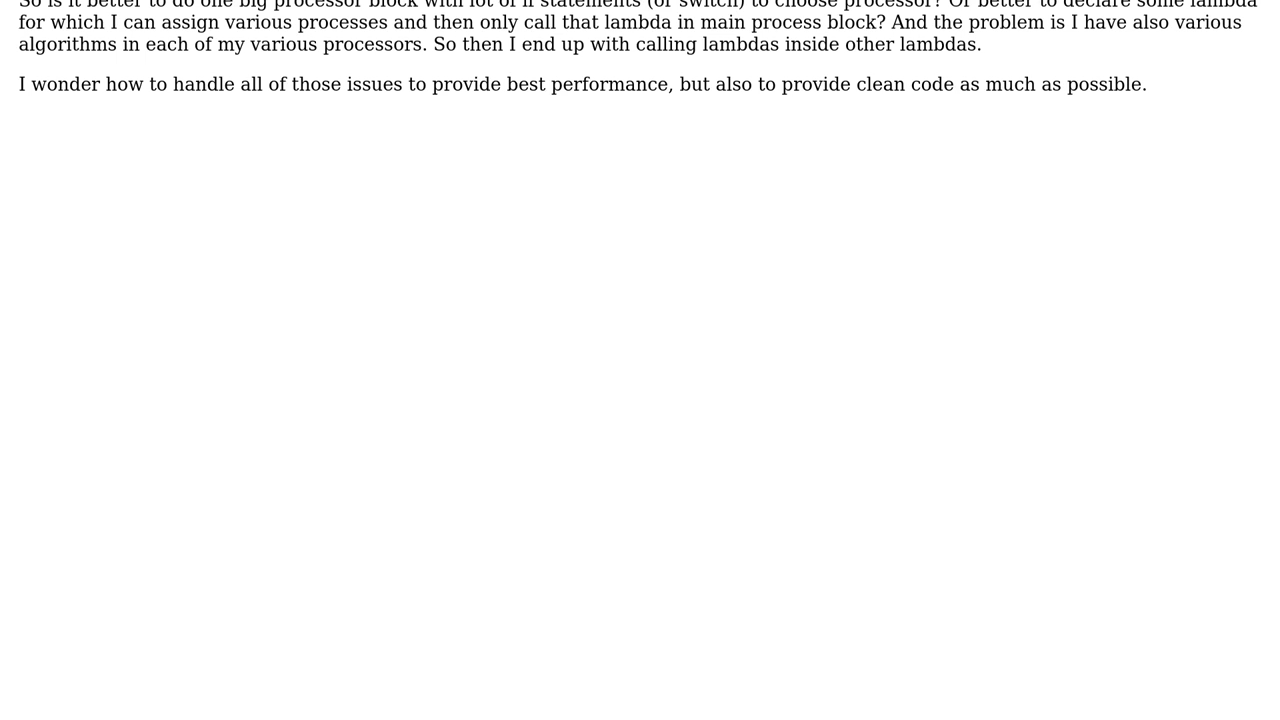 So is it better to do one big processor block with lot of if statements (or switch) to choose processor? Or better to declare some lambda
for which I can assign various processes and then only call that lambda in main process block? And the problem is I have also various
algorithms in each of my various processors. So then I end up with calling lambdas inside other lambdas.
I wonder how to handle all of those issues to provide best performance, but also to provide clean code as much as possible.